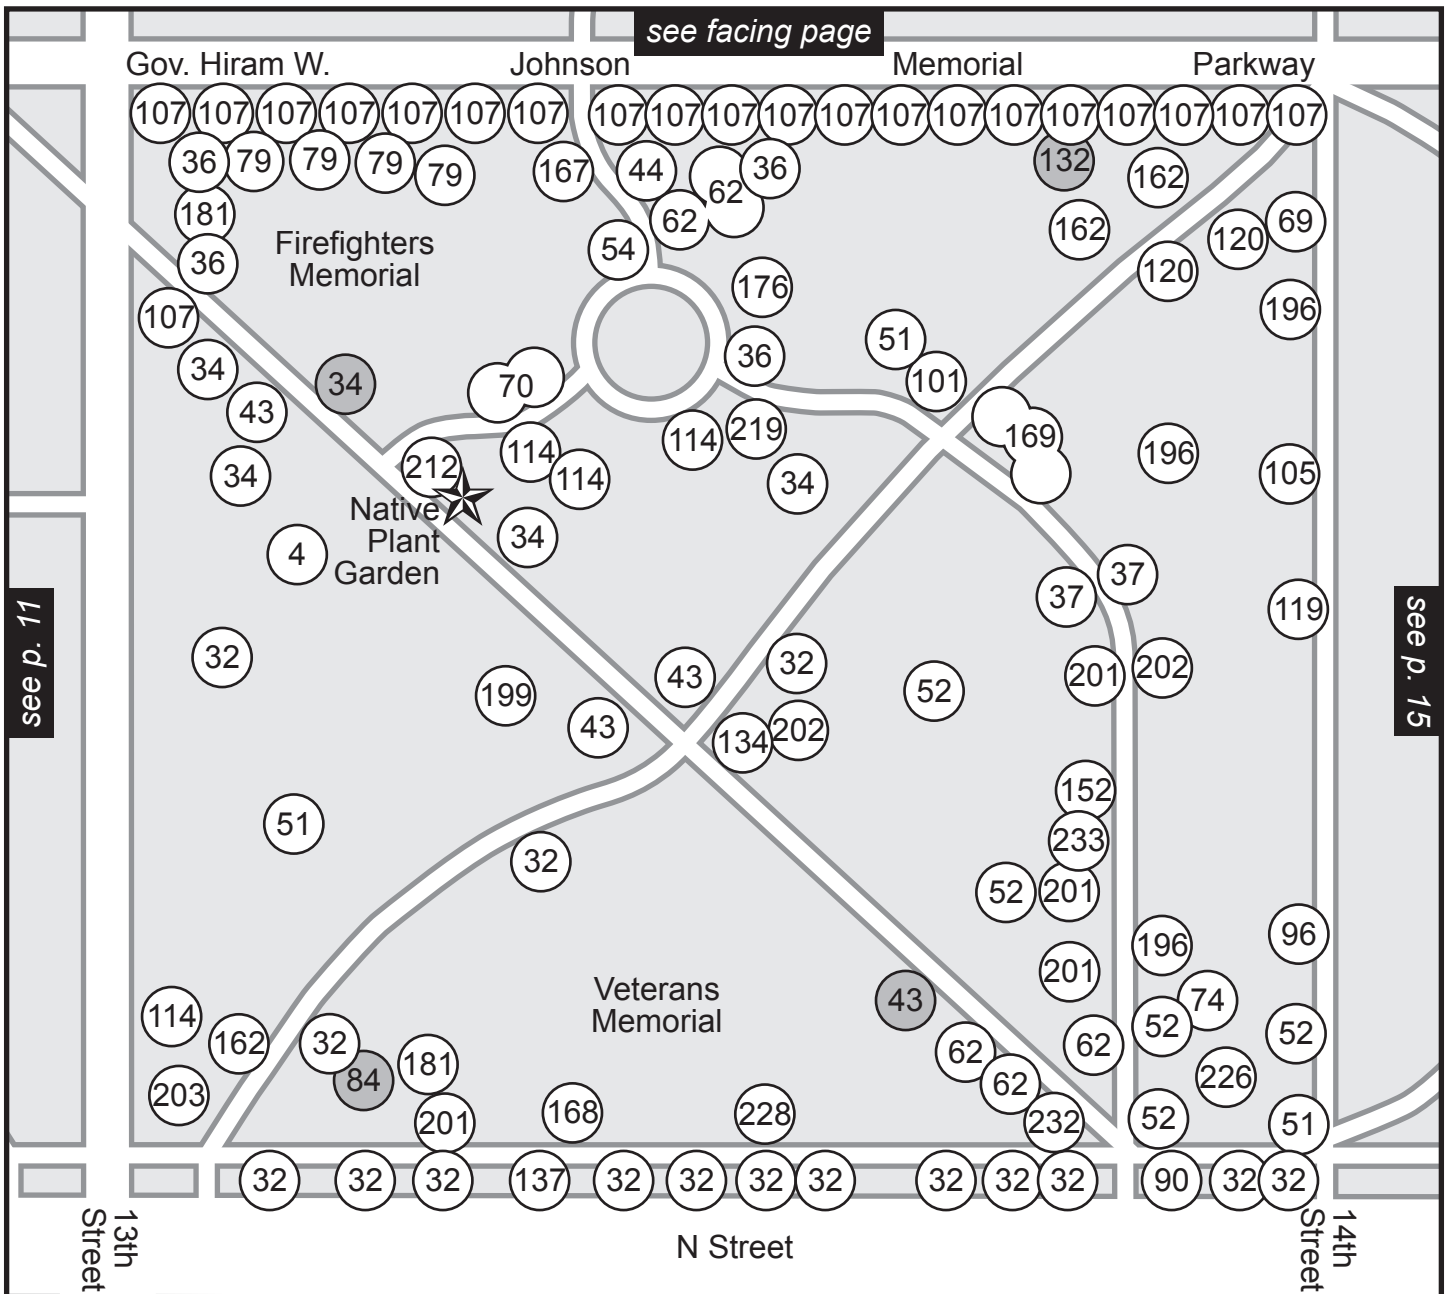 see facing page
Gov. Hiram W. Johnson Memorial Parkway
107 107 107 107 107 107 107 107 107 107 107 107 107 107 107 107 107 107 107 107
36 79 79 79 79 167 44 62 36 132 162
181 62 54 162 120 69
Firefighters
Memorial
36 176 120 196
107 51
34 34 70 36 101
43 114 219 169
212 114 114 34 196 105
34
Native
Plant
Garden
34
4 37 37
see p. 11
119
see p. 15
32 43 32 52 201 202
199 43 134 202
51 152
32 233
52 201
196 96
201
Veterans
Memorial
43 74
114 162 32 181 62 62 52 52
84 62 226
203 201 168 228 232 52 51
32 32 32 137 32 32 32 32 32 32 32 90 32 32
13th
Street
N Street
14th
Street